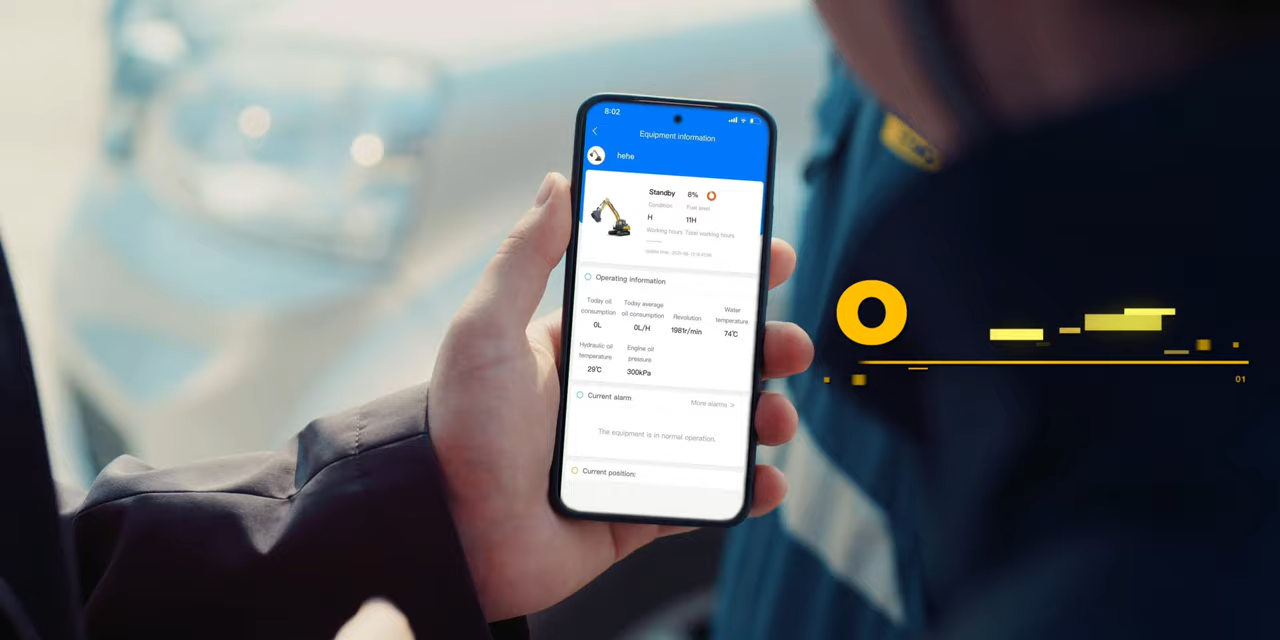 8:02
Equipment information
hehe
Standby 8%
Condition Fuel level
H 11H
Working hours Total working hours
Operating information
Today oil consumption
0L
Today average oil consumption
0L/H
Revolution
1981r/min
Water temperature
74℃
Hydraulic oil temperature
29℃
Engine oil pressure
300kPa
Current alarm More alarms >
The equipment is in normal operation.
Current position:
O
01